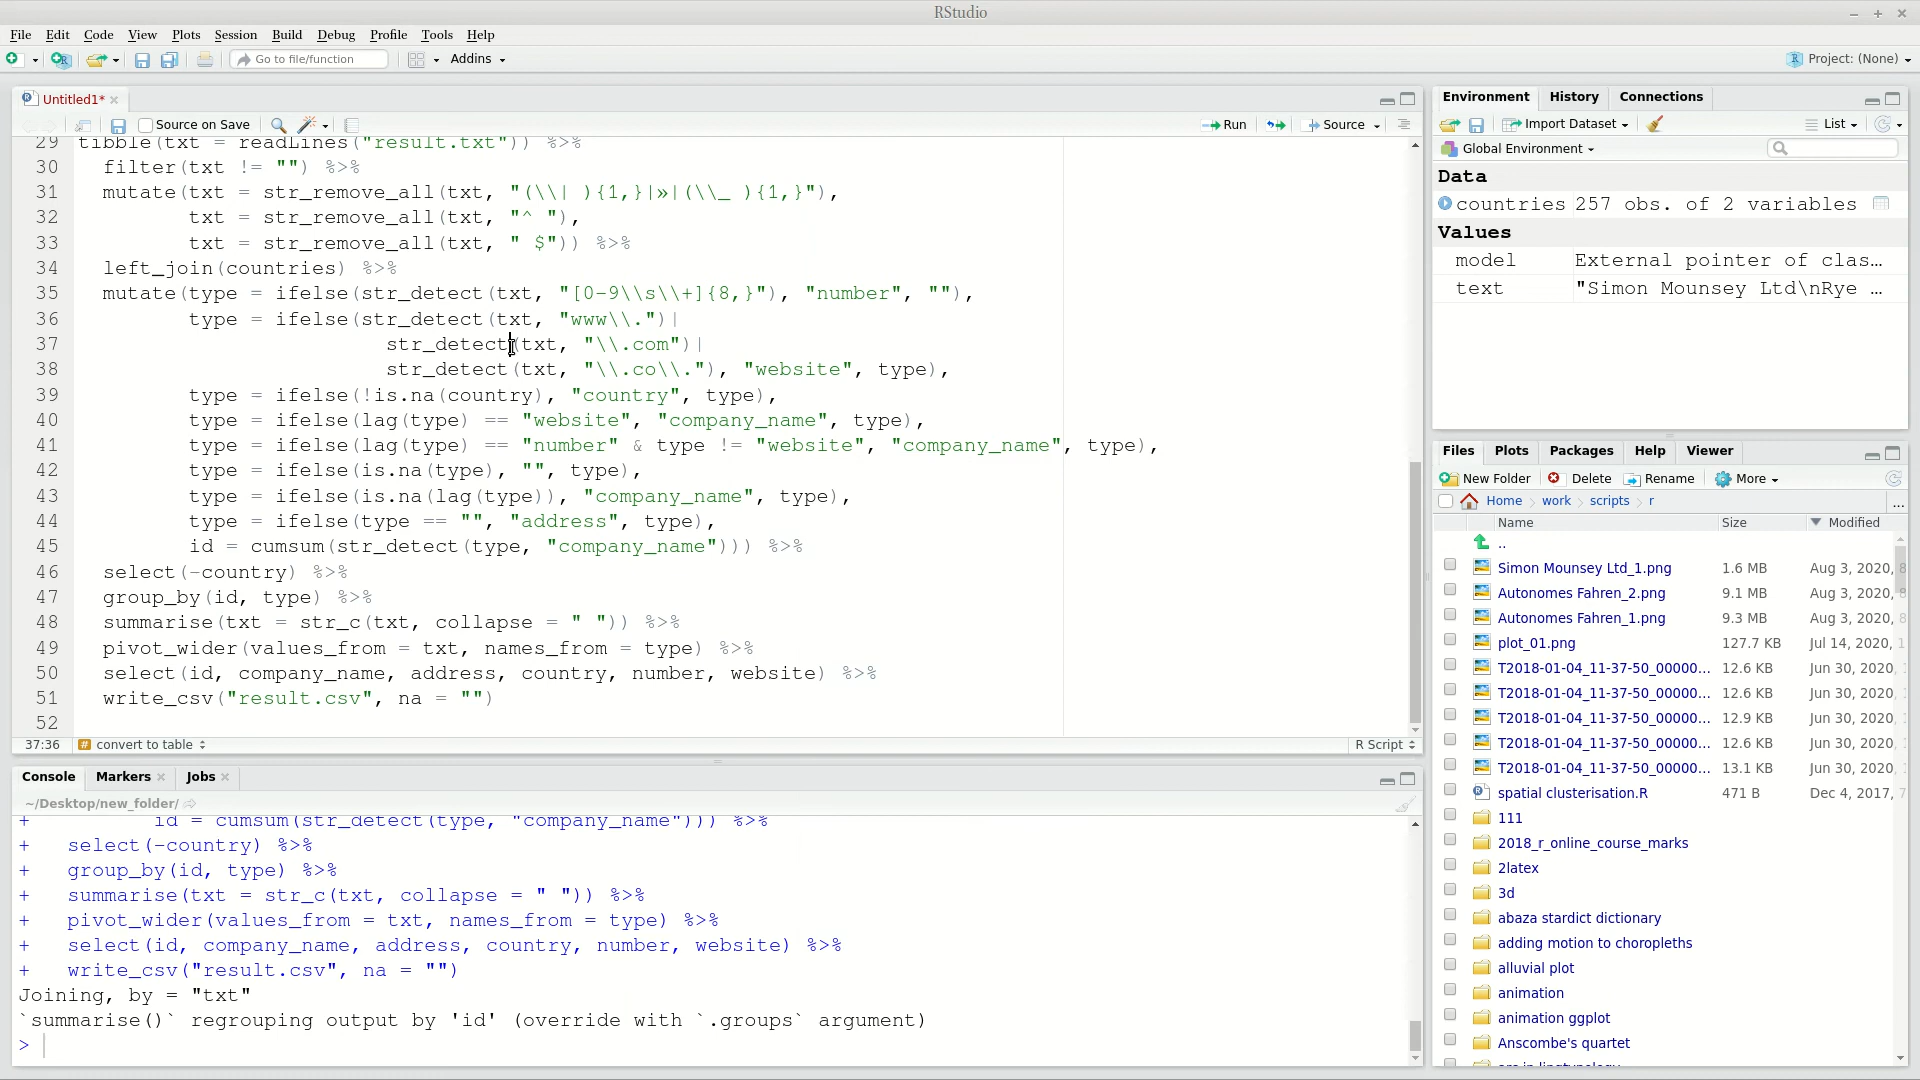 RStudio
File Edit Code View Plots Session Build Debug Profile Tools Help
Go to file/function Addins Project: (None)
Untitled1*
Source on Save Run Source
29 tibble(txt = readLines("result.txt")) %>%
30 filter(txt != "") %>%
31 mutate(txt = str_remove_all(txt, "(\\| ){1,}|»|(\\_ ){1,}"),
32 txt = str_remove_all(txt, "^ "),
33 txt = str_remove_all(txt, " $")) %>%
34 left_join(countries) %>%
35 mutate(type = ifelse(str_detect(txt, "[0-9\\s\\+]{8,}"), "number", ""),
36 type = ifelse(str_detect(txt, "www\\.")|
37 str_detect(txt, "\\.com")|
38 str_detect(txt, "\\.co\\."), "website", type),
39 type = ifelse(!is.na(country), "country", type),
40 type = ifelse(lag(type) == "website", "company_name", type),
41 type = ifelse(lag(type) == "number" & type != "website", "company_name", type),
42 type = ifelse(is.na(type), "", type),
43 type = ifelse(is.na(lag(type)), "company_name", type),
44 type = ifelse(type == "", "address", type),
45 id = cumsum(str_detect(type, "company_name"))) %>%
46 select(-country) %>%
47 group_by(id, type) %>%
48 summarise(txt = str_c(txt, collapse = " ")) %>%
49 pivot_wider(values_from = txt, names_from = type) %>%
50 select(id, company_name, address, country, number, website) %>%
51 write_csv("result.csv", na = "")
52
37:36 # convert to table R Script
Console Markers Jobs
~/Desktop/new_folder/
+ id = cumsum(str_detect(type, "company_name"))) %>%
+ select(-country) %>%
+ group_by(id, type) %>%
+ summarise(txt = str_c(txt, collapse = " ")) %>%
+ pivot_wider(values_from = txt, names_from = type) %>%
+ select(id, company_name, address, country, number, website) %>%
+ write_csv("result.csv", na = "")
Joining, by = "txt"
`summarise()` regrouping output by 'id' (override with `.groups` argument)
>
Environment History Connections
Import Dataset List
Global Environment
Data
countries 257 obs. of 2 variables
Values
model External pointer of clas…
text "Simon Mounsey Ltd\nRye …
Files Plots Packages Help Viewer
New Folder Delete Rename More
Home work scripts r ...
Name Size Modified
..
Simon Mounsey Ltd_1.png 1.6 MB Aug 3, 2020, 8
Autonomes Fahren_2.png 9.1 MB Aug 3, 2020, 8
Autonomes Fahren_1.png 9.3 MB Aug 3, 2020, 8
plot_01.png 127.7 KB Jul 14, 2020, 1
T2018-01-04_11-37-50_00000... 12.6 KB Jun 30, 2020,
T2018-01-04_11-37-50_00000... 12.6 KB Jun 30, 2020,
T2018-01-04_11-37-50_00000... 12.9 KB Jun 30, 2020,
T2018-01-04_11-37-50_00000... 12.6 KB Jun 30, 2020,
T2018-01-04_11-37-50_00000... 13.1 KB Jun 30, 2020,
spatial clusterisation.R 471 B Dec 4, 2017,
111
2018_r_online_course_marks
2latex
3d
abaza stardict dictionary
adding motion to choropleths
alluvial plot
animation
animation ggplot
Anscombe's quartet